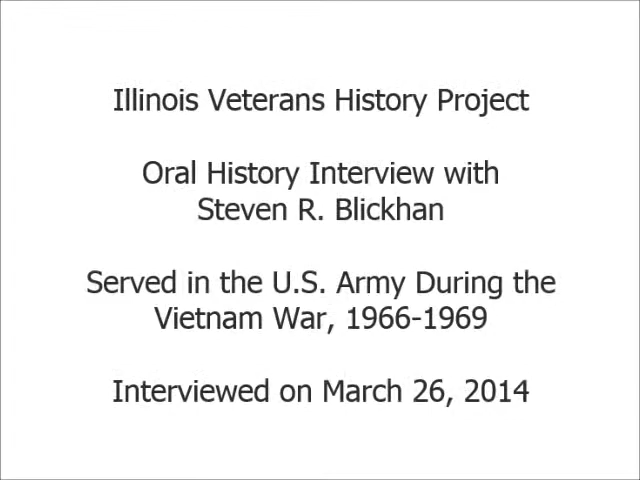 Illinois Veterans History Project
Oral History Interview with
Steven R. Blickhan
Served in the U.S. Army During the
Vietnam War, 1966-1969
Interviewed on March 26, 2014